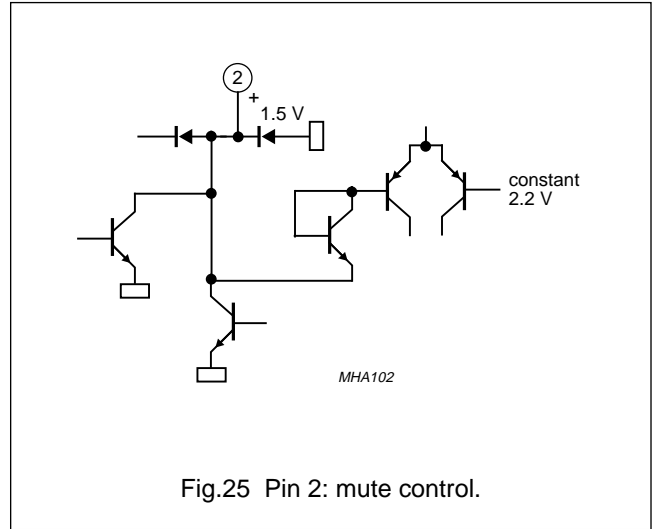 2
+
1.5 V
constant
2.2 V
MHA102
Fig.25 Pin 2: mute control.